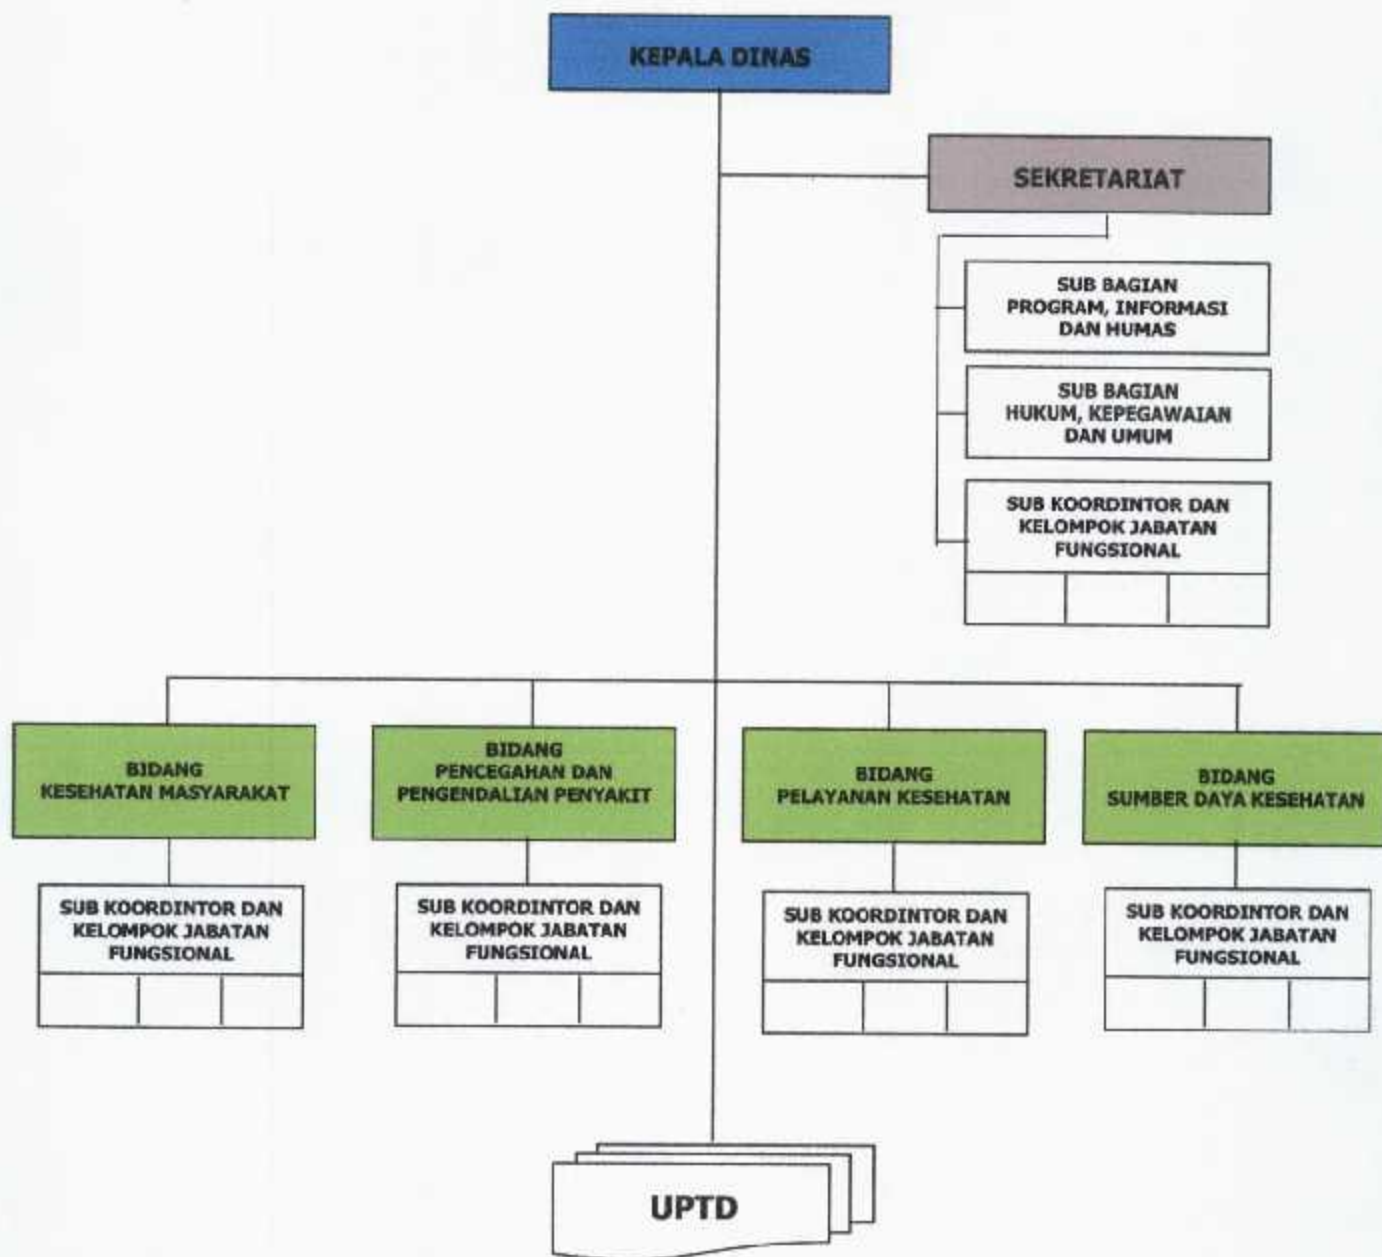 KEPALA DINAS
SEKRETARIAT
SUB BAGIAN
PROGRAM, INFORMASI
DAN HUMAS
SUB BAGIAN
HUKUM, KEPEGAWAIAN
DAN UMUM
SUB KOORDINTOR DAN
KELOMPOK JABATAN
FUNGSIONAL
BIDANG
KESEHATAN MASYARAKAT
BIDANG
PENCEGAHAN DAN
PENGENDALIAN PENYAKIT
BIDANG
PELAYANAN KESEHATAN
BIDANG
SUMBER DAYA KESEHATAN
SUB KOORDINTOR DAN
KELOMPOK JABATAN
FUNGSIONAL
SUB KOORDINTOR DAN
KELOMPOK JABATAN
FUNGSIONAL
SUB KOORDINTOR DAN
KELOMPOK JABATAN
FUNGSIONAL
SUB KOORDINTOR DAN
KELOMPOK JABATAN
FUNGSIONAL
UPTD